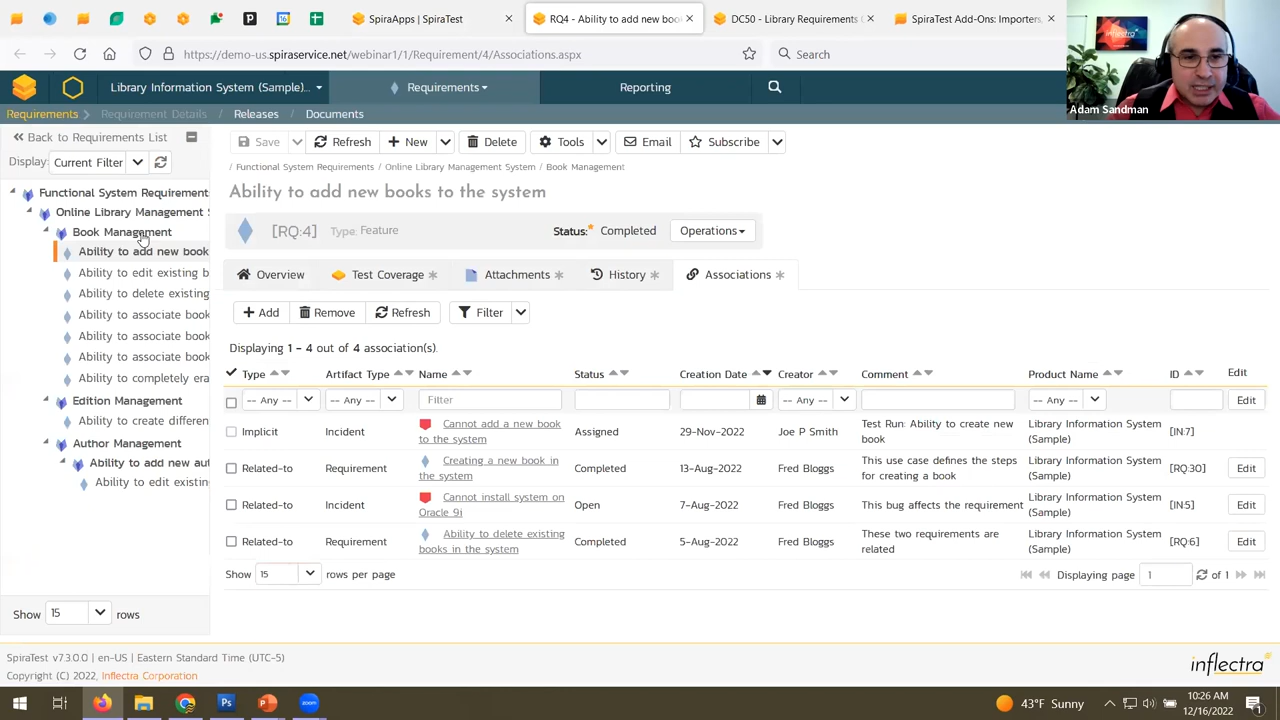 SpiraApps | SpiraTest
RQ4 - Ability to add new boo
DC50 - Library Requirements
SpiraTest Add-Ons: Importers,
https://demo-us.spiraservice.net/webinar1/1/Requirement/4/Associations.aspx
Search
inflectra
Adam Sandman
Library Information System (Sample)...
Requirements
Reporting
Requirements
Requirement Details
Releases
Documents
Back to Requirements List
Save
Refresh
+ New
Delete
Tools
Email
Subscribe
Display:
Current Filter
/ Functional System Requirements / Online Library Management System / Book Management
Functional System Requirement
Online Library Management S
Book Management
Ability to add new book
Ability to edit existing b
Ability to delete existing
Ability to associate book
Ability to associate book
Ability to associate book
Ability to completely era
Edition Management
Ability to create differen
Author Management
Ability to add new aut
Ability to edit existin
Show 15 rows
Ability to add new books to the system
[RQ:4] Type: Feature
Status:* Completed
Operations
Overview
Test Coverage *
Attachments *
History *
Associations *
+ Add
Remove
Refresh
Filter
Displaying 1 - 4 out of 4 association(s).
Type Artifact Type Name Status Creation Date Creator Comment Product Name ID Edit
-- Any -- -- Any -- Filter -- Any -- -- Any -- Edit
Implicit Incident Cannot add a new book to the system Assigned 29-Nov-2022 Joe P Smith Test Run: Ability to create new book Library Information System (Sample) [IN:7]
Related-to Requirement Creating a new book in the system Completed 13-Aug-2022 Fred Bloggs This use case defines the steps for creating a book Library Information System (Sample) [RQ:30] Edit
Related-to Incident Cannot install system on Oracle 9i Open 7-Aug-2022 Fred Bloggs This bug affects the requirement Library Information System (Sample) [IN:5] Edit
Related-to Requirement Ability to delete existing books in the system Completed 5-Aug-2022 Fred Bloggs These two requirements are related Library Information System (Sample) [RQ:6] Edit
Show 15 rows per page
Displaying page 1 of 1
SpiraTest v7.3.0.0 | en-US | Eastern Standard Time (UTC-5)
Copyright (C) 2022, Inflectra Corporation
inflectra
zoom
43°F Sunny
10:26 AM
12/16/2022